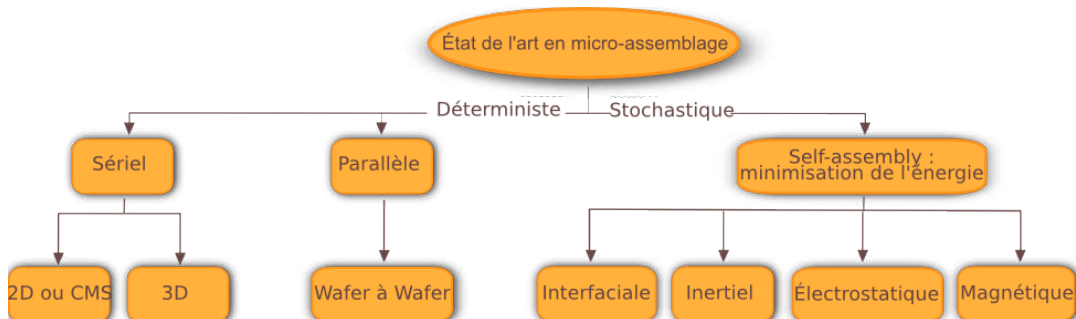 État de l'art en micro-assemblage
Déterministe
Stochastique
Sériel
Parallèle
Self-assembly :
minimisation de l'énergie
2D ou CMS
3D
Wafer à Wafer
Interfaciale
Inertiel
Électrostatique
Magnétique